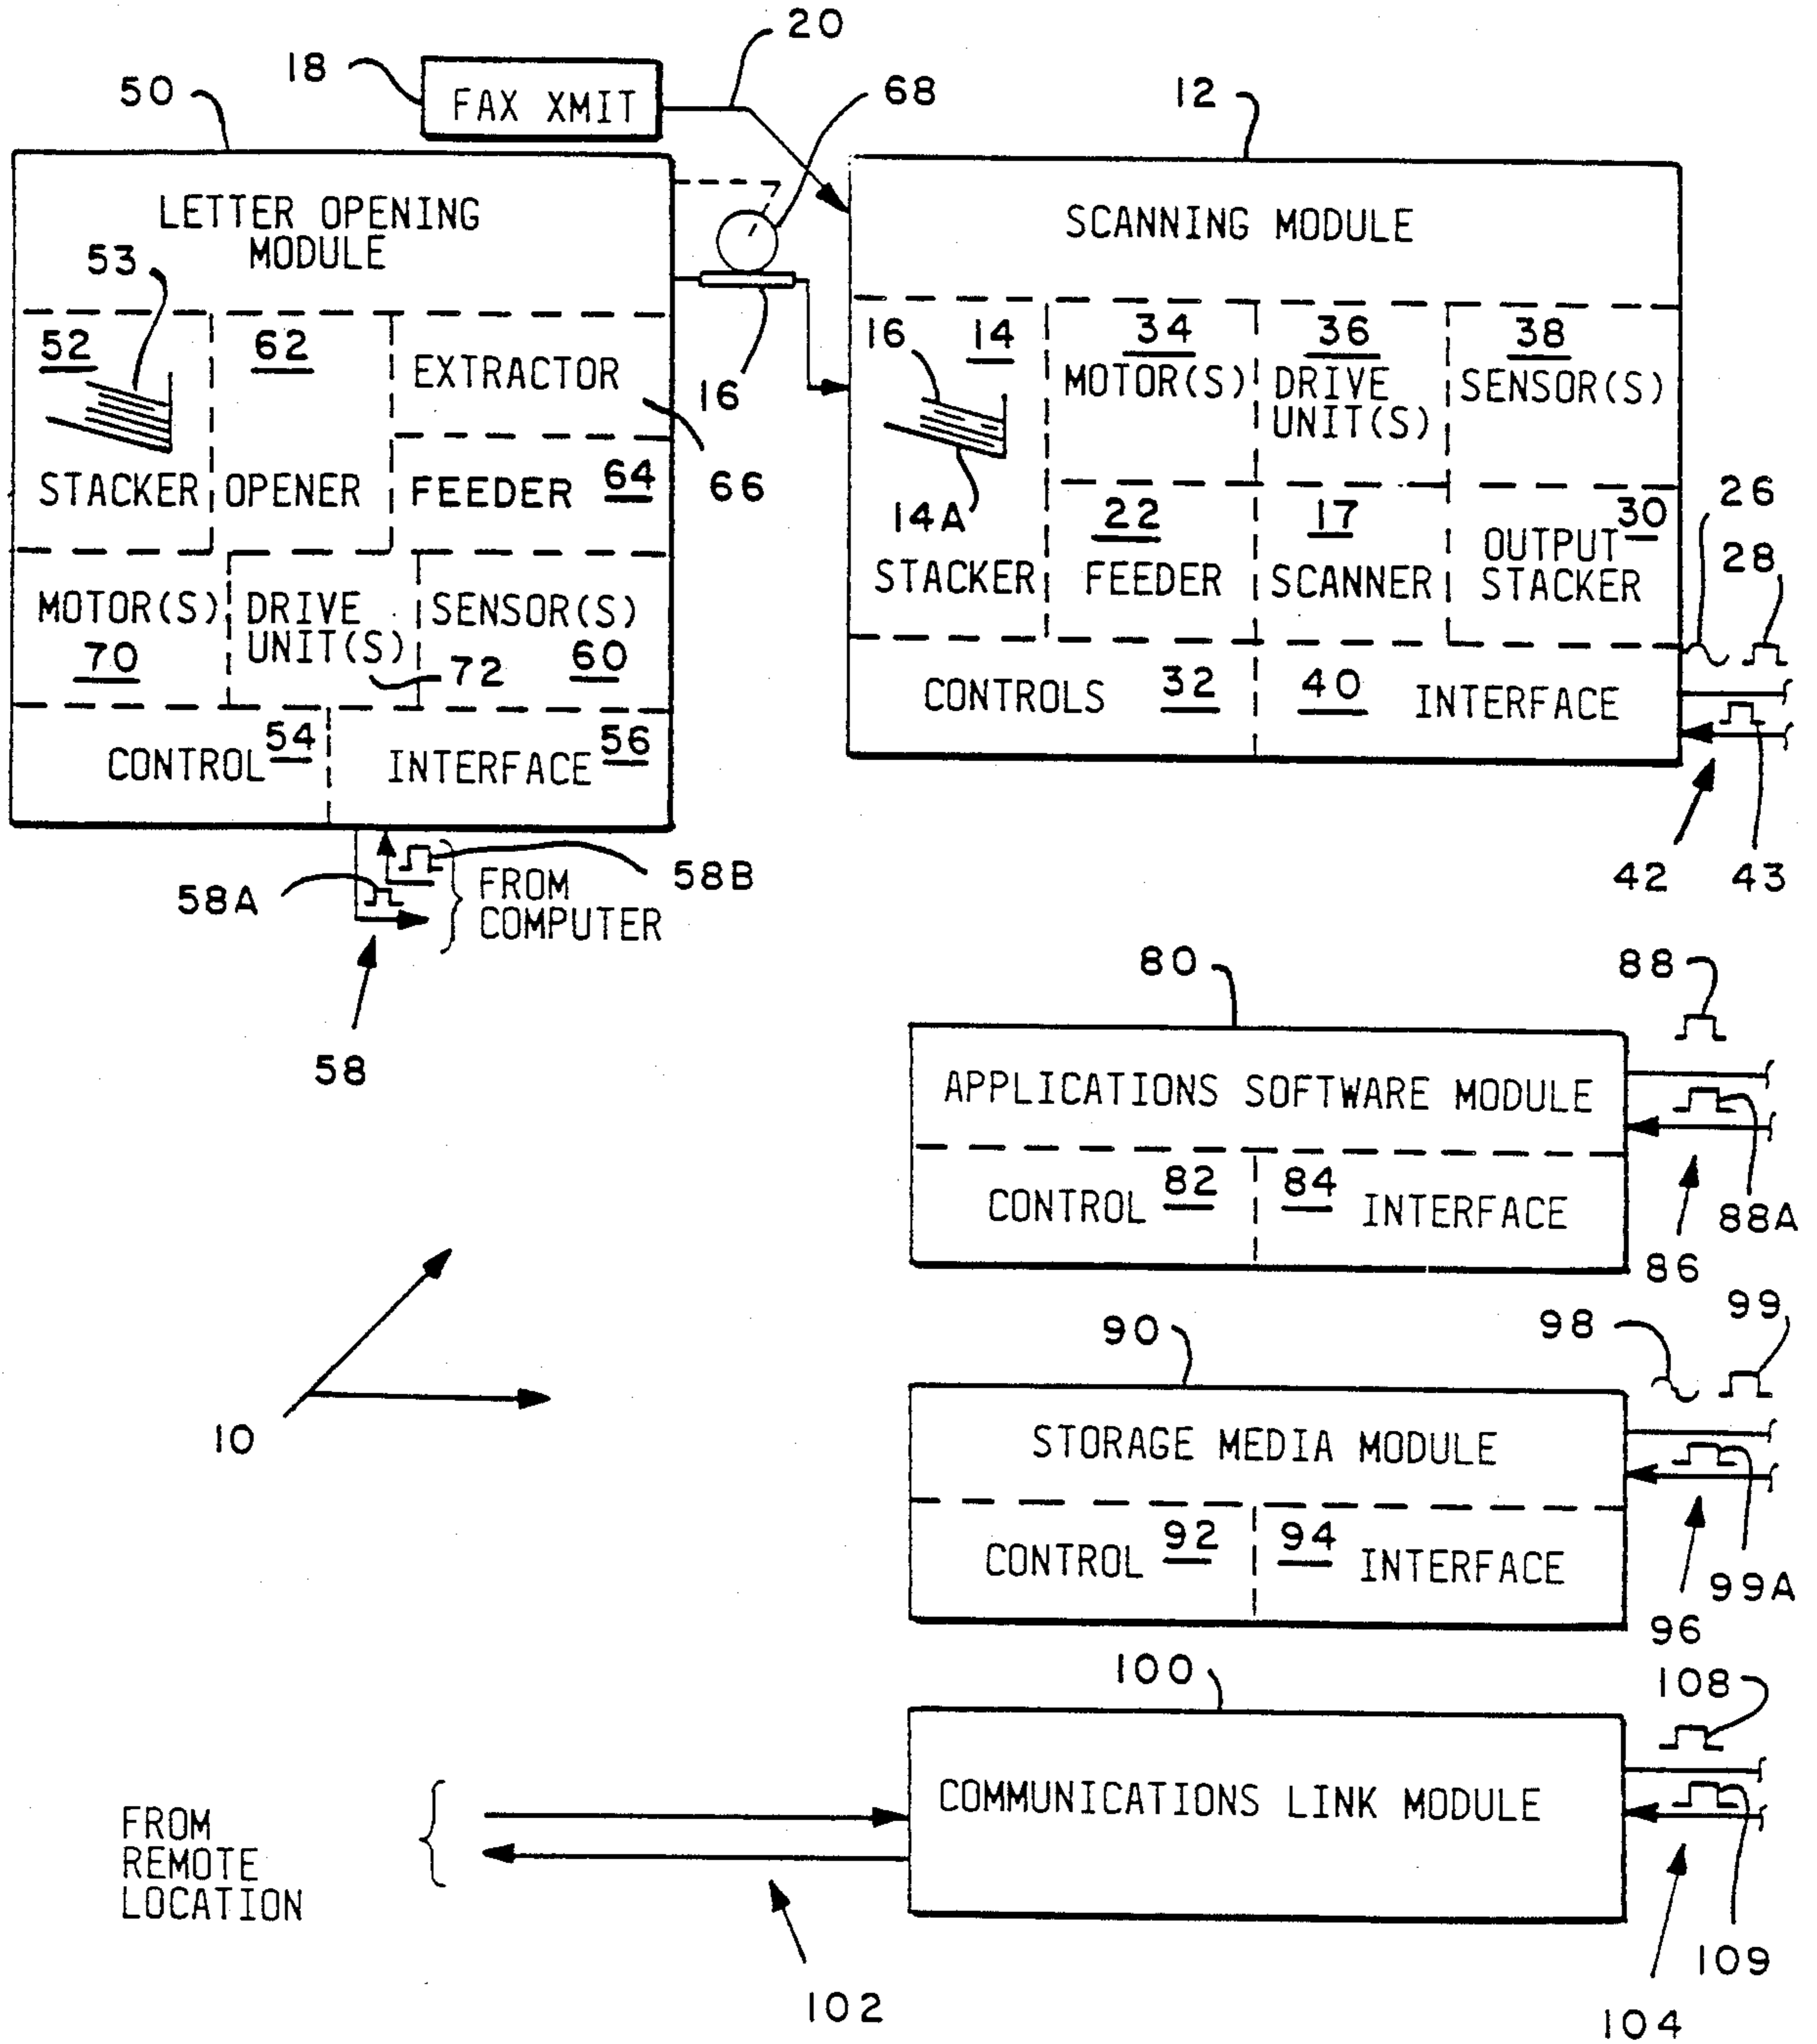 20
18
FAX XMIT
68
50
12
LETTER OPENING
MODULE
SCANNING MODULE
53
52
62
EXTRACTOR
16
16
14
34
MOTOR(S)
36
DRIVE
UNIT(S)
38
SENSOR(S)
STACKER
OPENER
FEEDER 64
66
14A
STACKER
22
FEEDER
17
SCANNER
30
OUTPUT
STACKER
26
28
MOTOR(S)
70
DRIVE
UNIT(S)
72
SENSOR(S)
60
CONTROLS 32
40 INTERFACE
CONTROL 54
INTERFACE 56
42
43
58A
58B
FROM
COMPUTER
58
80
88
APPLICATIONS SOFTWARE MODULE
CONTROL 82
84 INTERFACE
88A
86
10
90
98
99
STORAGE MEDIA MODULE
CONTROL 92
94 INTERFACE
99A
96
100
108
COMMUNICATIONS LINK MODULE
FROM
REMOTE
LOCATION
102
109
104